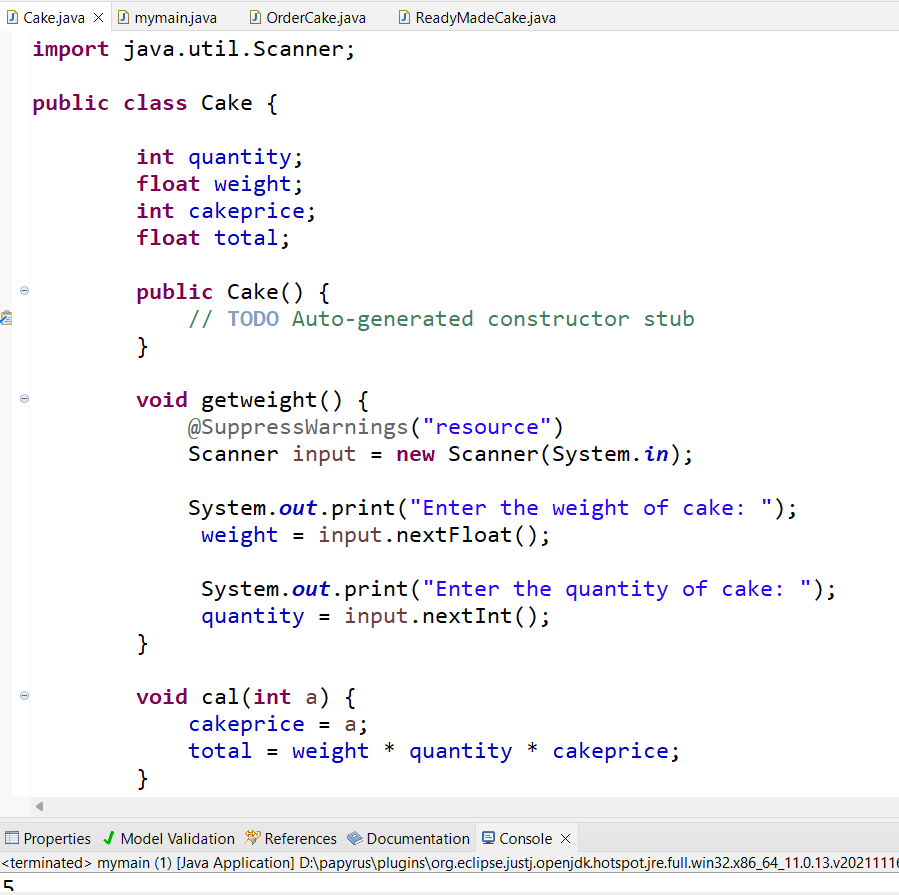 Cake.java mymain.java OrderCake.java ReadyMadeCake.java
import java.util.Scanner;
public class Cake {
int quantity;
float weight;
int cakeprice;
float total;
public Cake() {
// TODO Auto-generated constructor stub
}
void getweight() {
@SuppressWarnings("resource")
Scanner input = new Scanner(System.in);
System.out.print("Enter the weight of cake: ");
weight = input.nextFloat();
System.out.print("Enter the quantity of cake: ");
quantity = input.nextInt();
}
void cal(int a) {
cakeprice = a;
total = weight * quantity * cakeprice;
}
Properties Model Validation References Documentation Console
<terminated> mymain (1) [Java Application] D:\papyrus\plugins\org.eclipse.justj.openjdk.hotspot.jre.full.win32.x86_64_11.0.13.v20211116
5